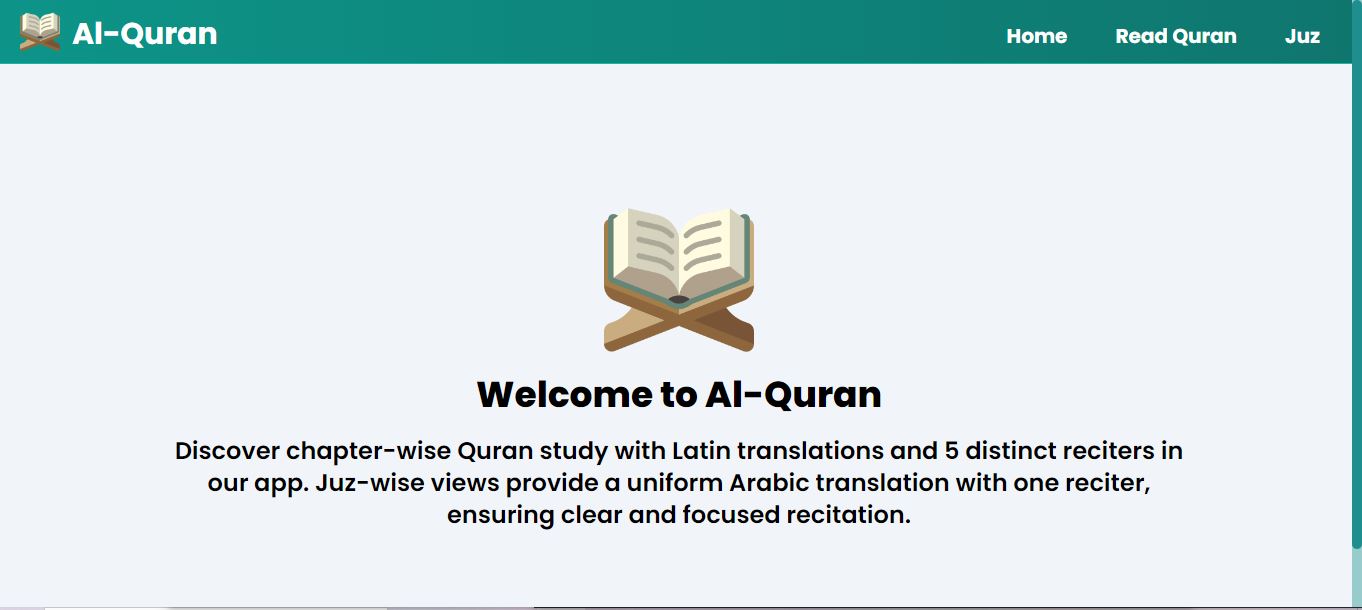 Al-Quran
Home
Read Quran
Juz
Welcome to Al-Quran
Discover chapter-wise Quran study with Latin translations and 5 distinct reciters in
our app. Juz-wise views provide a uniform Arabic translation with one reciter,
ensuring clear and focused recitation.